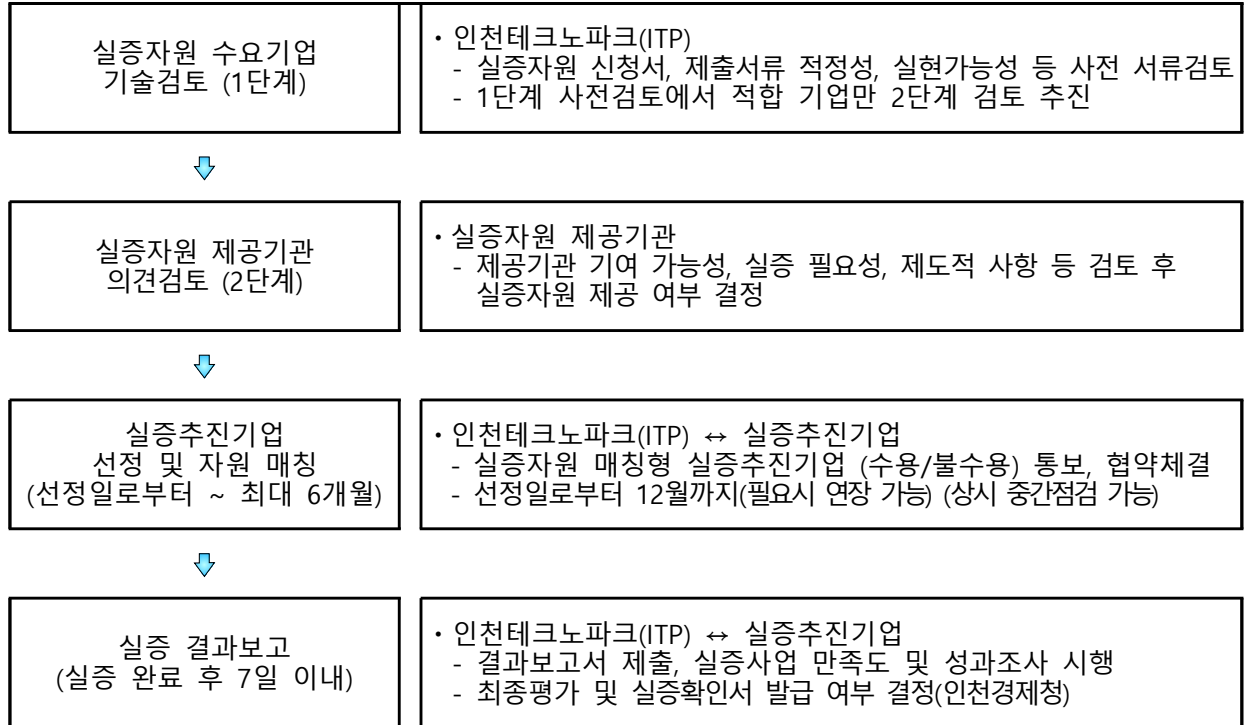 실증자원 수요기업
기술검토 (1단계)
・인천테크노파크(ITP)
- 실증자원 신청서, 제출서류 적정성, 실현가능성 등 사전 서류검토
- 1단계 사전검토에서 적합 기업만 2단계 검토 추진
실증자원 제공기관
의견검토 (2단계)
・실증자원 제공기관
- 제공기관 기여 가능성, 실증 필요성, 제도적 사항 등 검토 후
실증자원 제공 여부 결정
실증추진기업
선정 및 자원 매칭
(선정일로부터 ~ 최대 6개월)
・인천테크노파크(ITP) ↔ 실증추진기업
- 실증자원 매칭형 실증추진기업 (수용/불수용) 통보, 협약체결
- 선정일로부터 12월까지(필요시 연장 가능) (상시 중간점검 가능)
실증 결과보고
(실증 완료 후 7일 이내)
・인천테크노파크(ITP) ↔ 실증추진기업
- 결과보고서 제출, 실증사업 만족도 및 성과조사 시행
- 최종평가 및 실증확인서 발급 여부 결정(인천경제청)